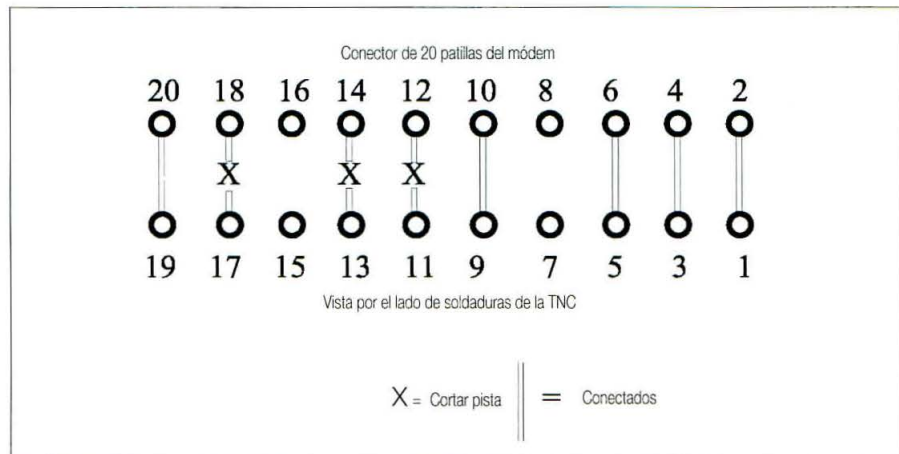 Conector de 20 patillas del módem
20 18 16 14 12 10 8 6 4 2
X X X
19 17 15 13 11 9 7 5 3 1
Vista por el lado de soldaduras de la TNC
X = Cortar pista = Conectados